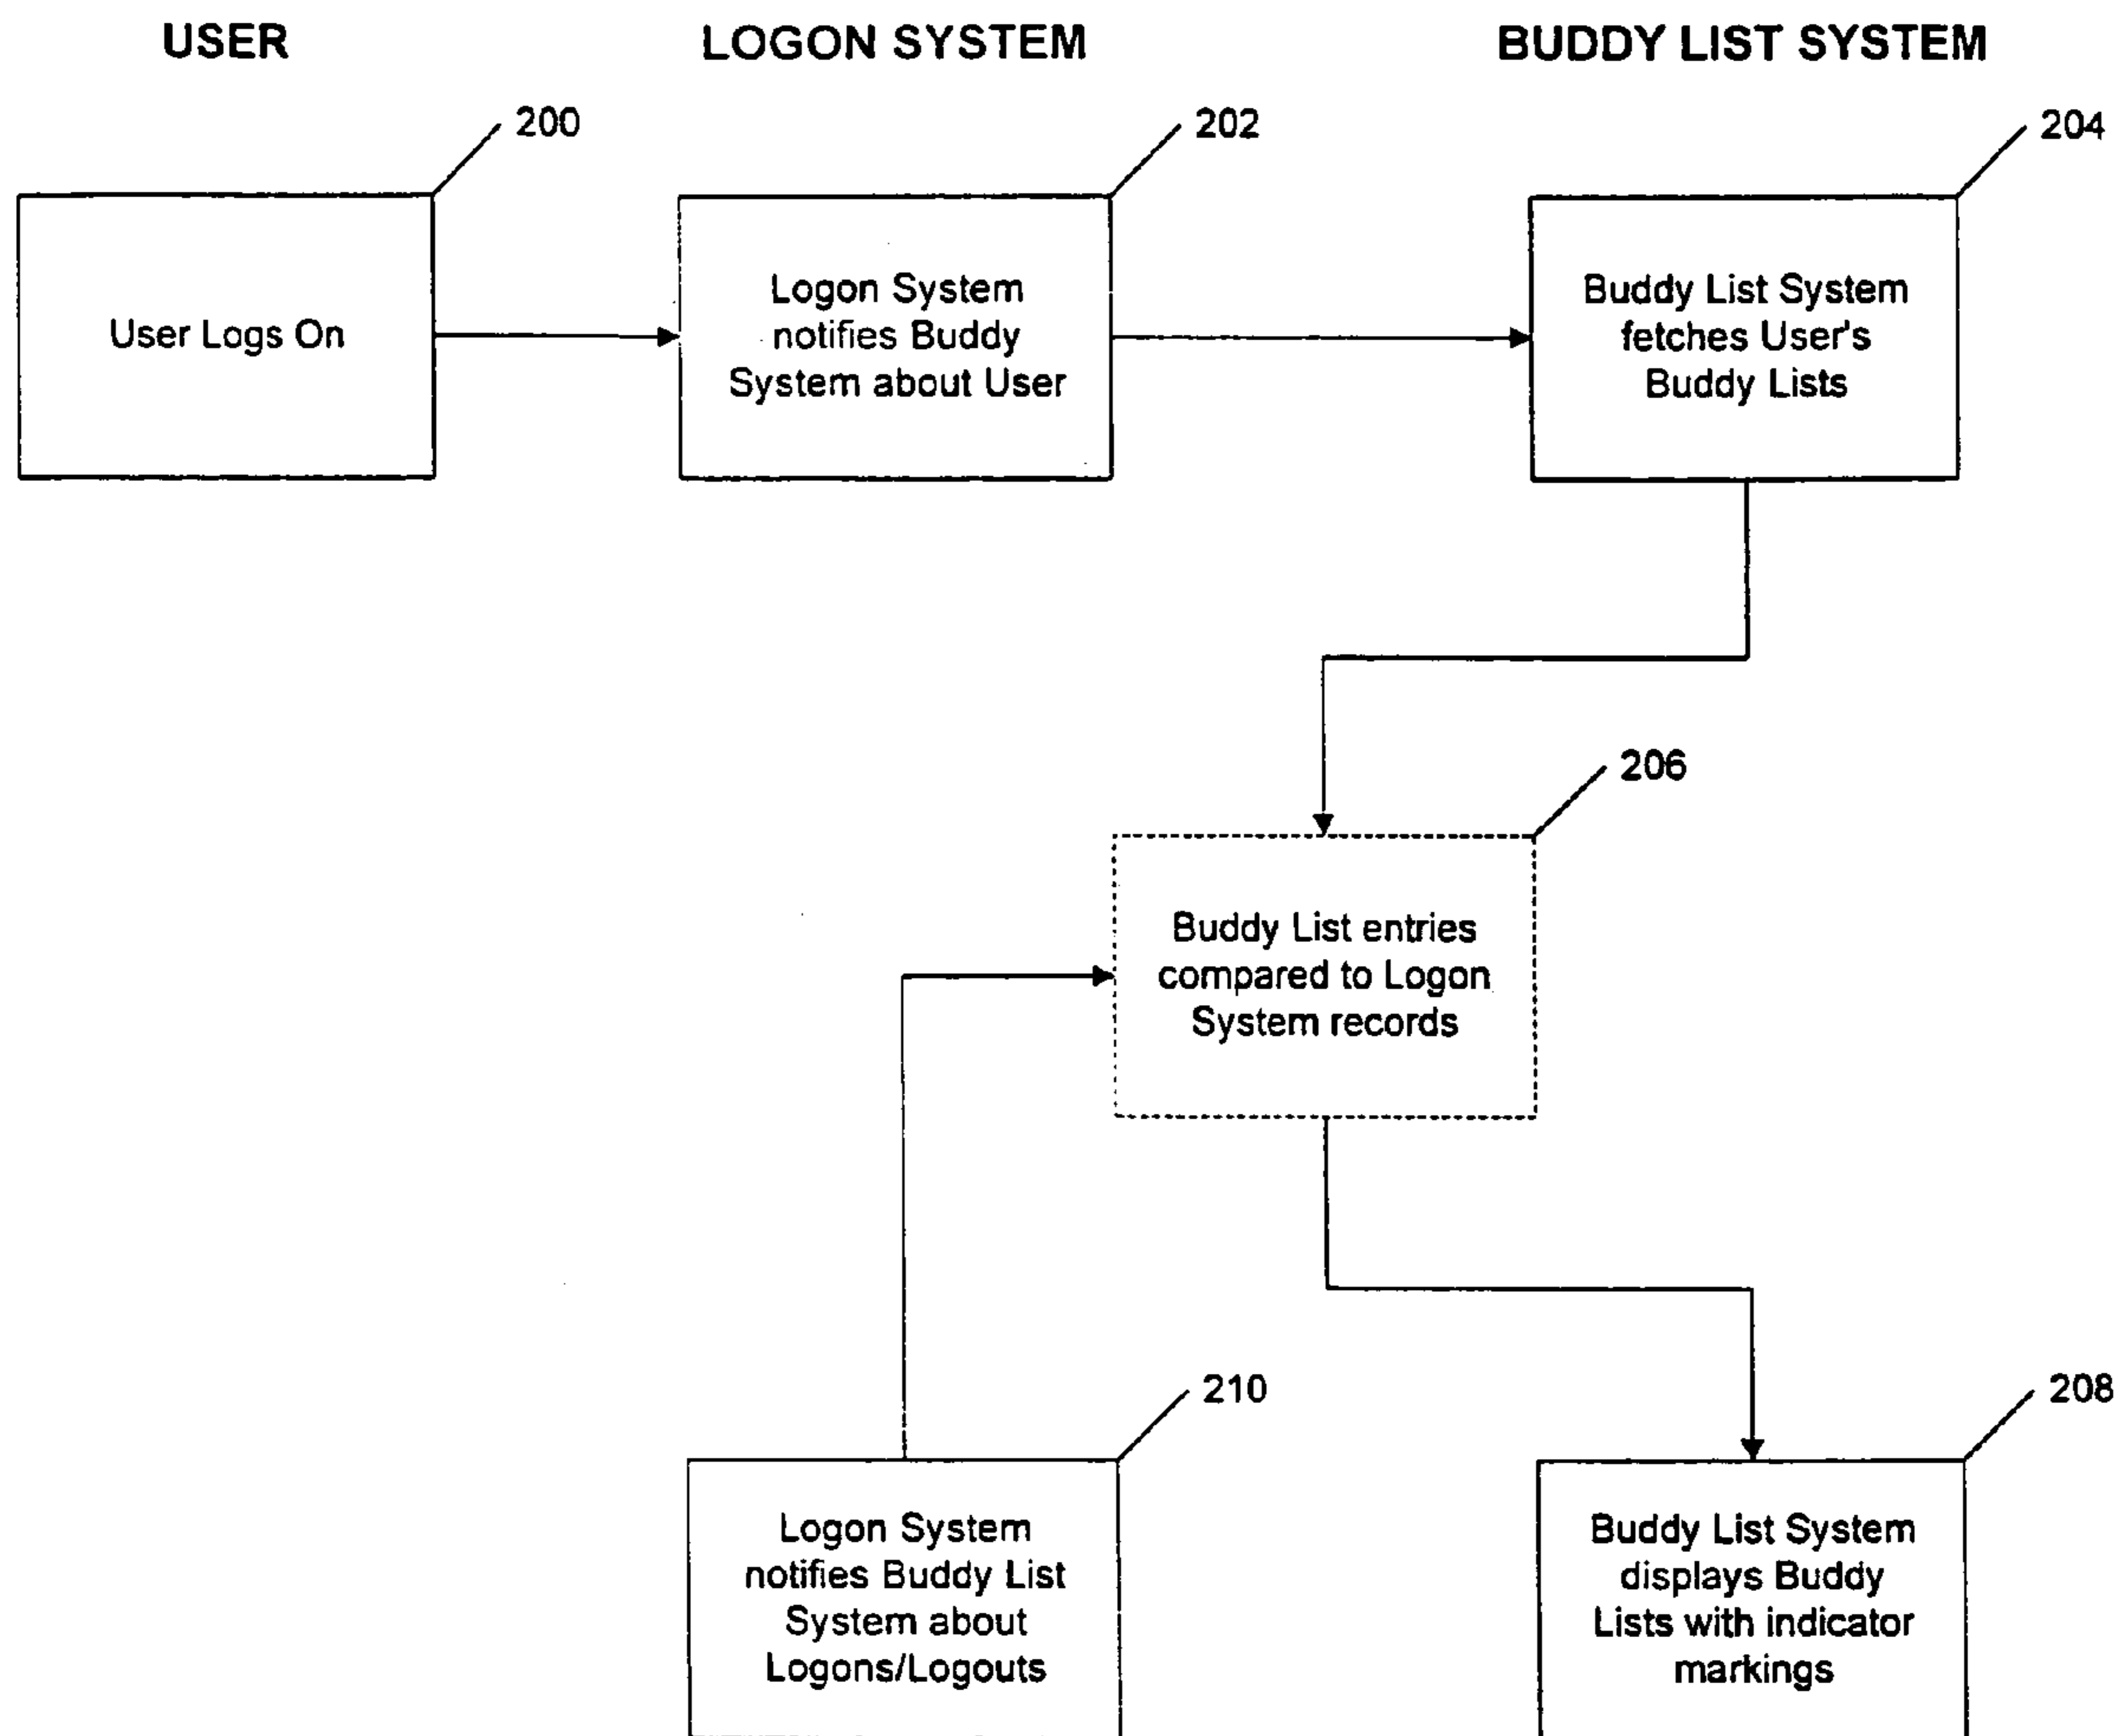 USER
LOGON SYSTEM
BUDDY LIST SYSTEM
200
202
204
User Logs On
Logon System
notifies Buddy
System about User
Buddy List System
fetches User's
Buddy Lists
206
Buddy List entries
compared to Logon
System records
210
208
Logon System
notifies Buddy List
System about
Logons/Logouts
Buddy List System
displays Buddy
Lists with indicator
markings